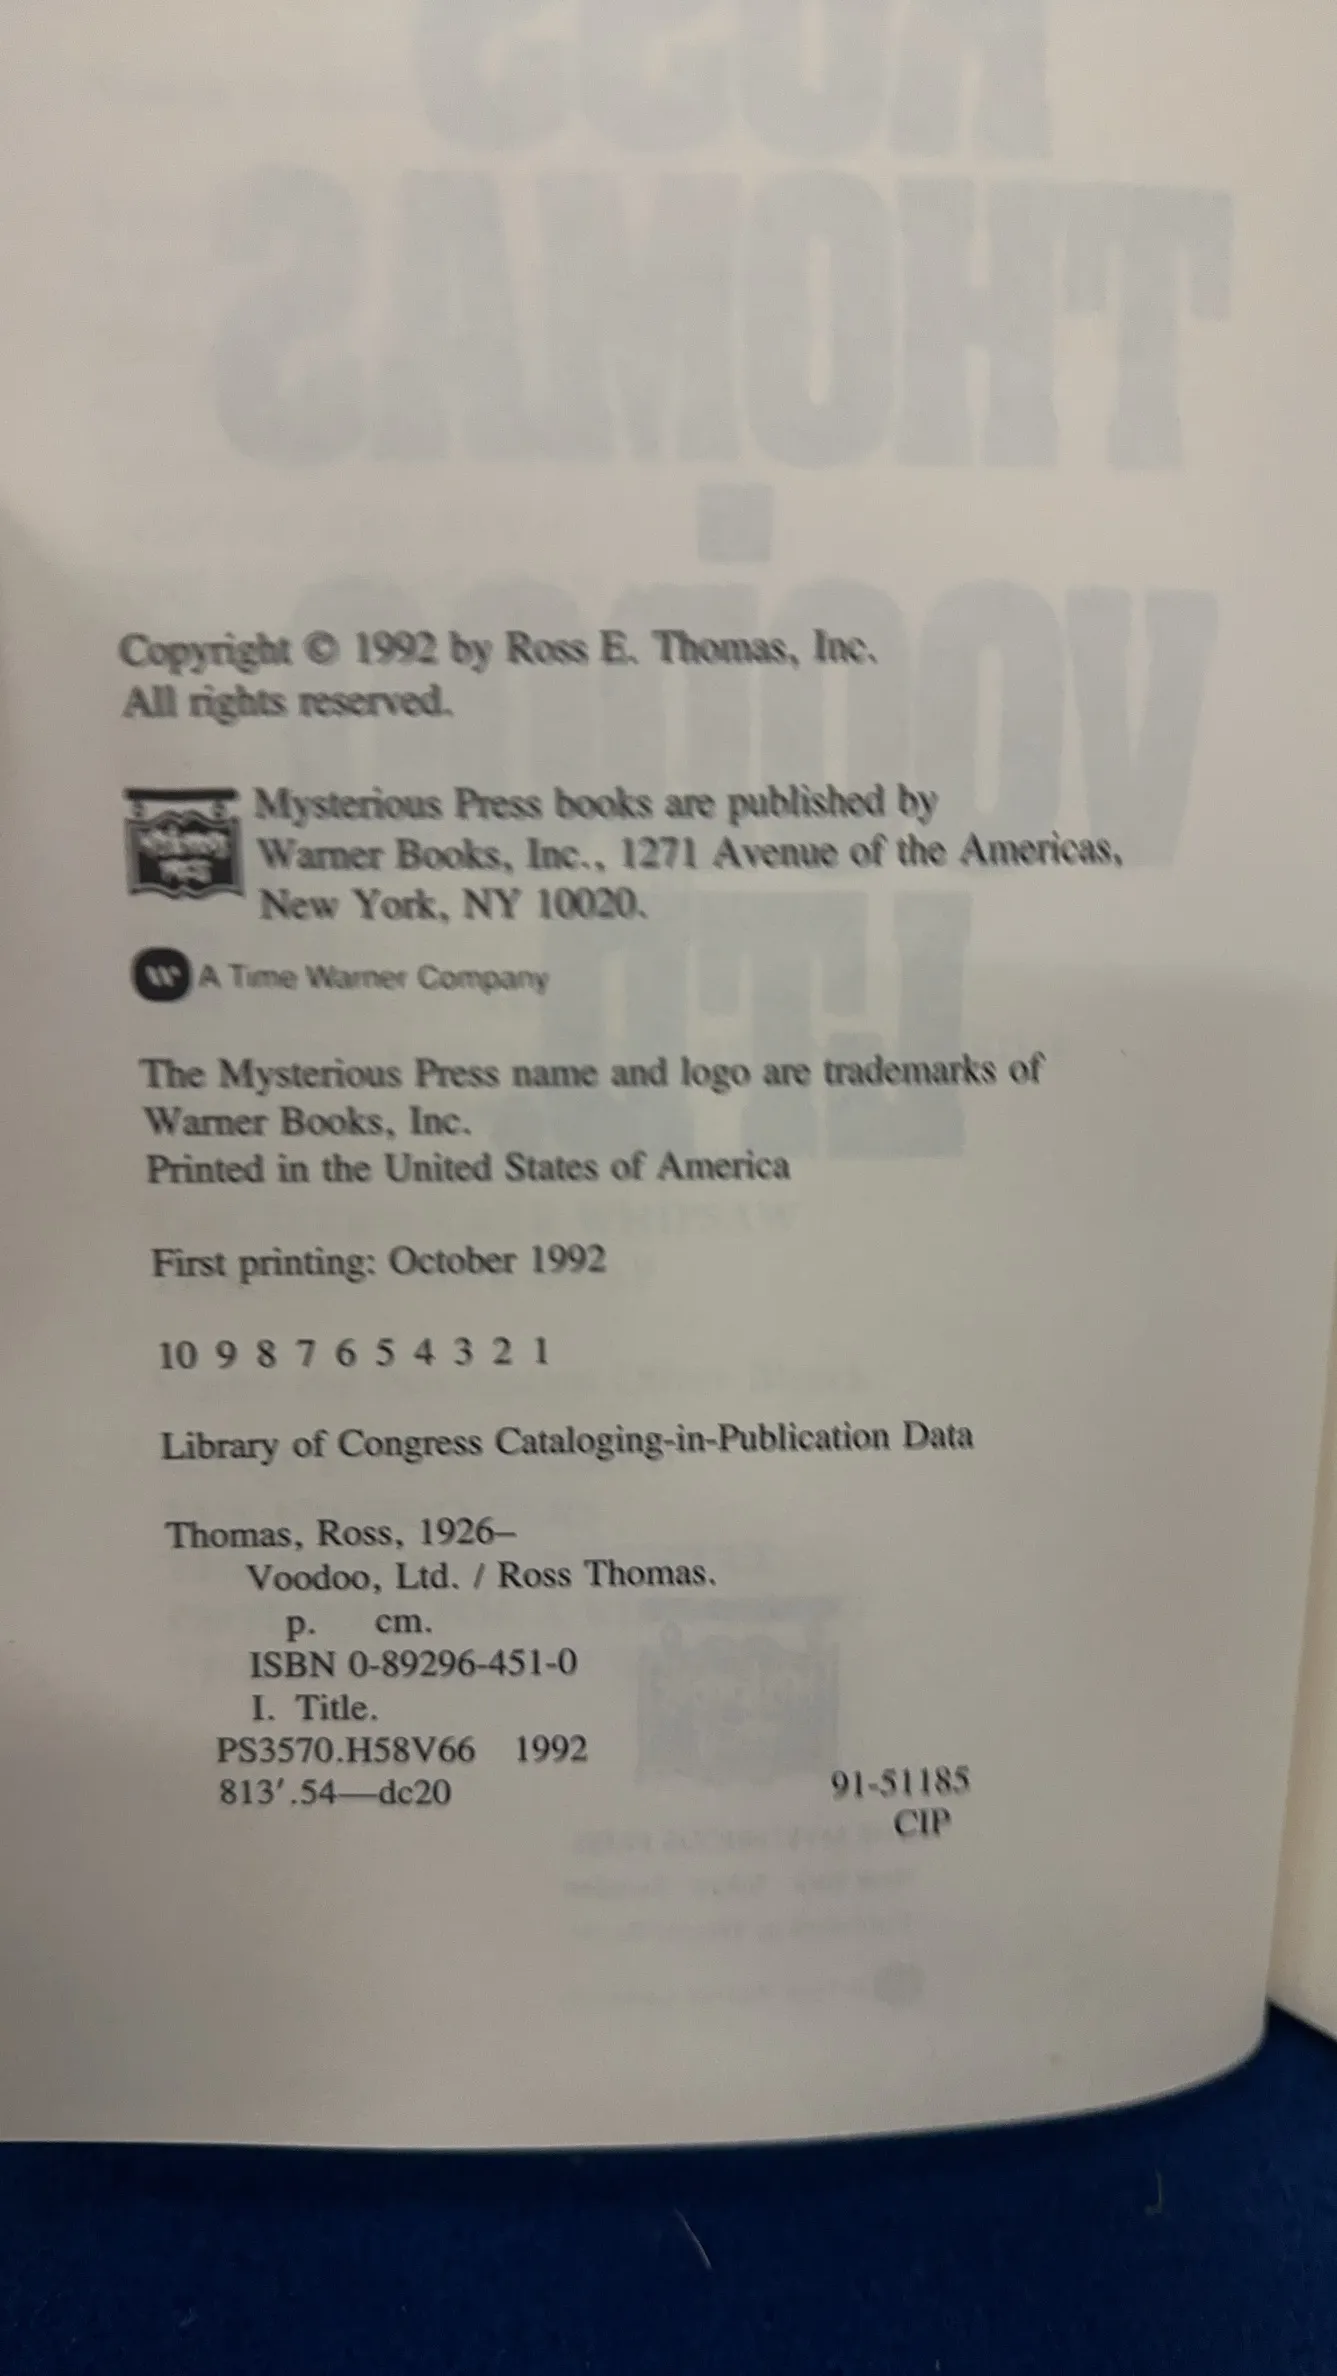 ROSS
THOMAS
VOODOO
LTD.
Copyright © 1992 by Ross E. Thomas, Inc.
All rights reserved.
Mysterious Press books are published by
Warner Books, Inc., 1271 Avenue of the Americas,
New York, NY 10020.
A Time Warner Company
The Mysterious Press name and logo are trademarks of
Warner Books, Inc.
Printed in the United States of America
First printing: October 1992
10 9 8 7 6 5 4 3 2 1
Library of Congress Cataloging-in-Publication Data
Thomas, Ross, 1926–
Voodoo, Ltd. / Ross Thomas.
p. cm.
ISBN 0-89296-451-0
I. Title.
PS3570.H58V66 1992
813′.54—dc20
91-51185
CIP